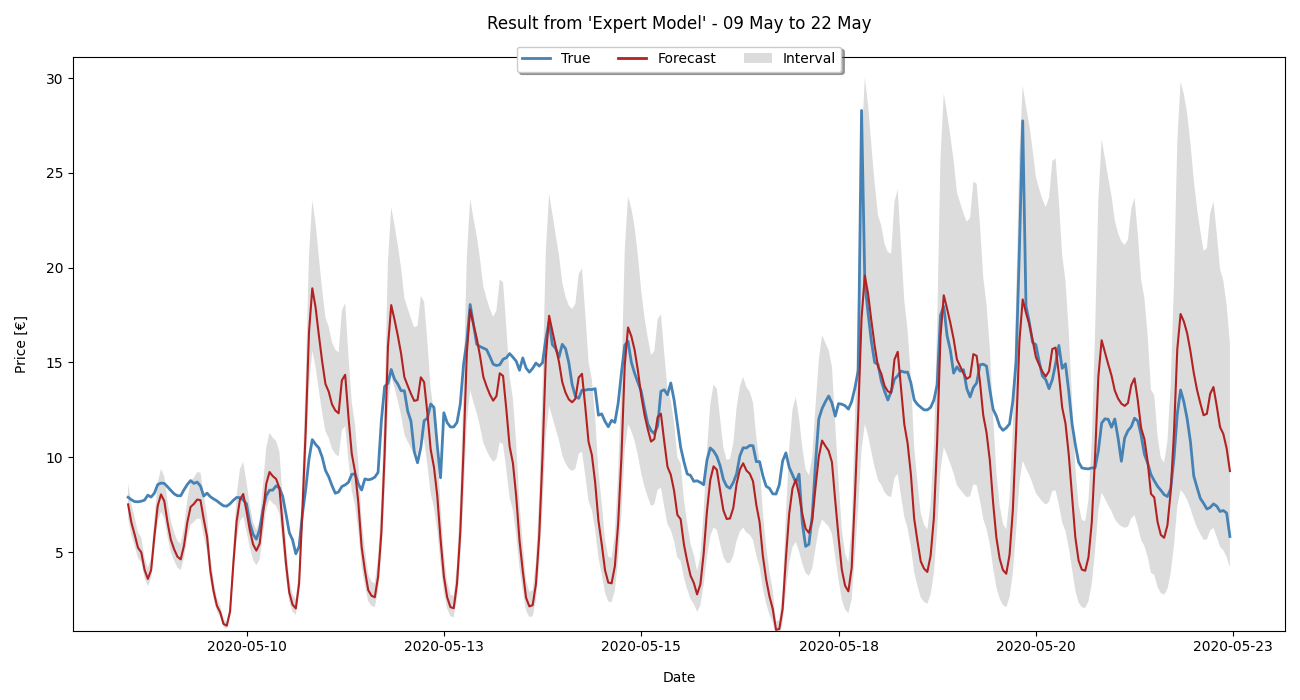 Result from 'Expert Model' - 09 May to 22 May
True Forecast Interval
30
25
20
15
10
5
Price [€]
2020-05-10 2020-05-13 2020-05-15 2020-05-18 2020-05-20 2020-05-23
Date